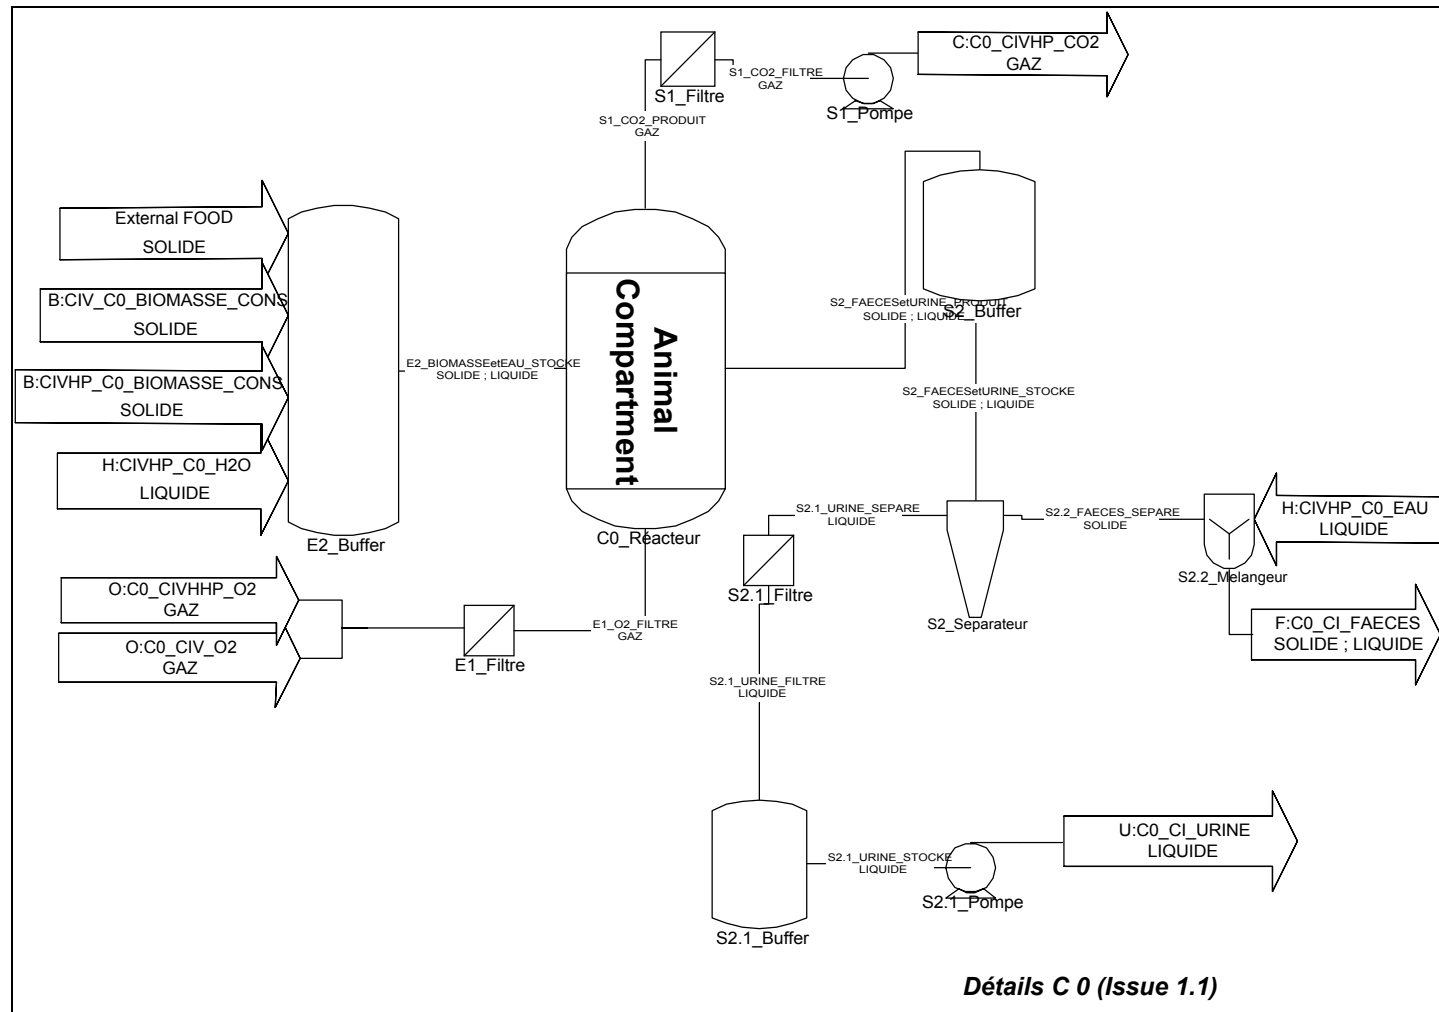 C:C0_CIVHP_CO2
GAZ
S1_CO2_FILTRE
GAZ
S1_Filtre
S1_Pompe
S1_CO2_PRODUIT
GAZ
External FOOD
SOLIDE
B:CIV_C0_BIOMASSE_CONS
SOLIDE
B:CIVHP_C0_BIOMASSE_CONS
SOLIDE
H:CIVHP_C0_H2O
LIQUIDE
E2_Buffer
E2_BIOMASSEetEAU_STOCKE
SOLIDE ; LIQUIDE
Animal
Compartment
C0_Réacteur
S2_FAECESetURINE_PRODUIT
SOLIDE ; LIQUIDE
S2_Buffer
S2_FAECESetURINE_STOCKE
SOLIDE ; LIQUIDE
S2.1_URINE_SEPARE
LIQUIDE
S2.2_FAECES_SEPARE
SOLIDE
H:CIVHP_C0_EAU
LIQUIDE
S2.2_Mélangeur
S2.1_Filtre
S2_Séparateur
O:C0_CIVHHP_O2
GAZ
O:C0_CIV_O2
GAZ
E1_Filtre
E1_O2_FILTRE
GAZ
F:C0_CI_FAECES
SOLIDE ; LIQUIDE
S2.1_URINE_FILTRE
LIQUIDE
S2.1_Buffer
S2.1_URINE_STOCKE
LIQUIDE
S2.1_Pompe
U:C0_CI_URINE
LIQUIDE
Détails C 0 (Issue 1.1)